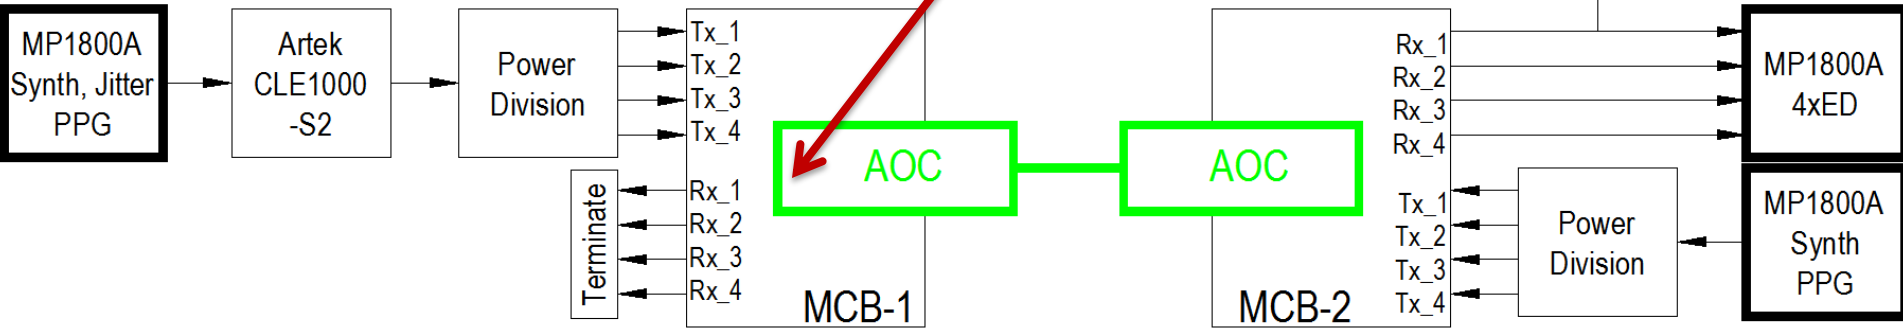 MP1800A
Synth, Jitter
PPG
Artek
CLE1000
-S2
Power
Division
Tx_1
Tx_2
Tx_3
Tx_4
Terminate
Rx_1
Rx_2
Rx_3
Rx_4
AOC
MCB-1
AOC
MCB-2
Rx_1
Rx_2
Rx_3
Rx_4
Tx_1
Tx_2
Tx_3
Tx_4
Power
Division
MP1800A
4xED
MP1800A
Synth
PPG